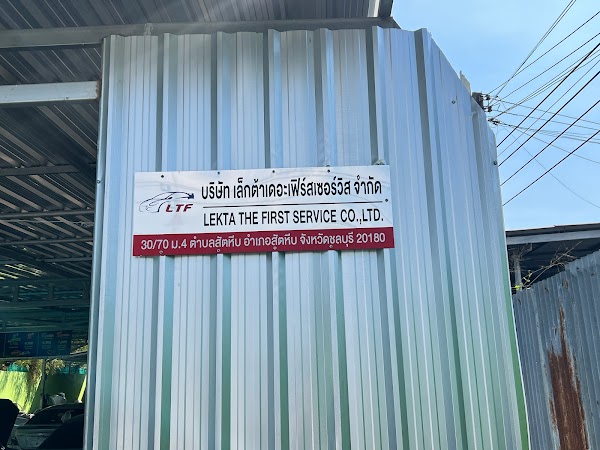 บริษัท เล็กต้าเดอะเฟิร์สเซอร์วิส จำกัด
LTF
LEKTA THE FIRST SERVICE CO.,LTD.
30/70 ม.4 ตำบลสัตหีบ อำเภอสัตหีบ จังหวัดชลบุรี 20180